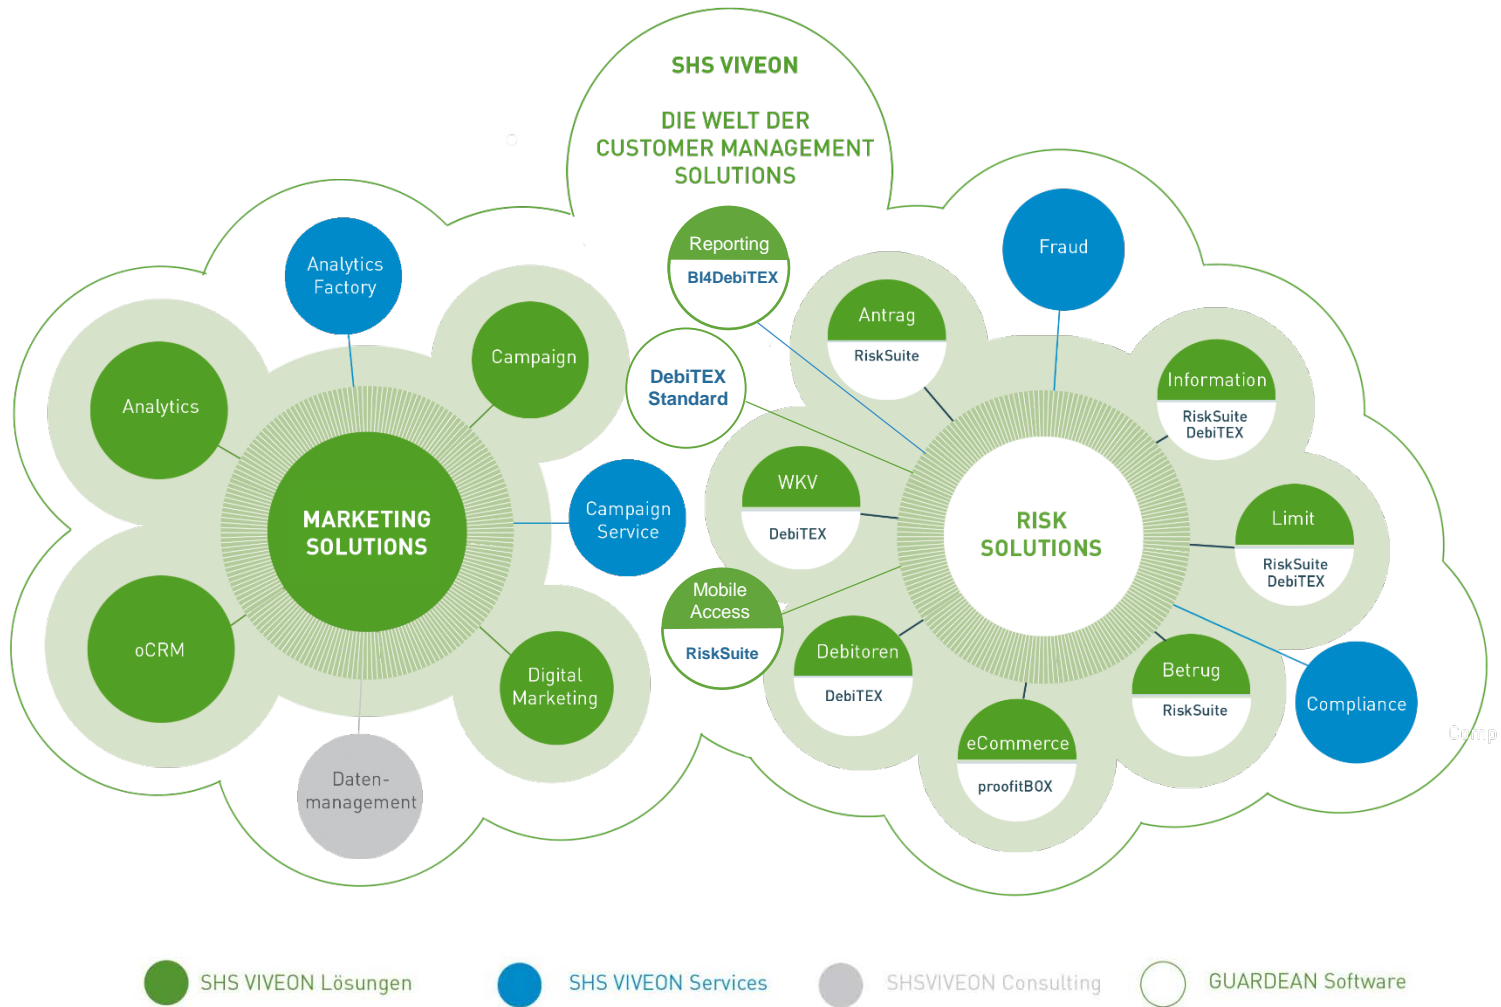 SHS VIVEON
DIE WELT DER
CUSTOMER MANAGEMENT
SOLUTIONS
Analytics
Factory
Campaign
Analytics
MARKETING
SOLUTIONS
Campaign
Service
oCRM
Digital
Marketing
Daten-
management
Reporting
BI4DebiTEX
DebiTEX
Standard
Antrag
RiskSuite
Fraud
Information
RiskSuite
DebiTEX
WKV
DebiTEX
RISK
SOLUTIONS
Limit
RiskSuite
DebiTEX
Mobile
Access
RiskSuite
Debitoren
DebiTEX
eCommerce
proofitBOX
Betrug
RiskSuite
Compliance
Comp
SHS VIVEON Lösungen
SHS VIVEON Services
SHSVIVEON Consulting
GUARDEAN Software